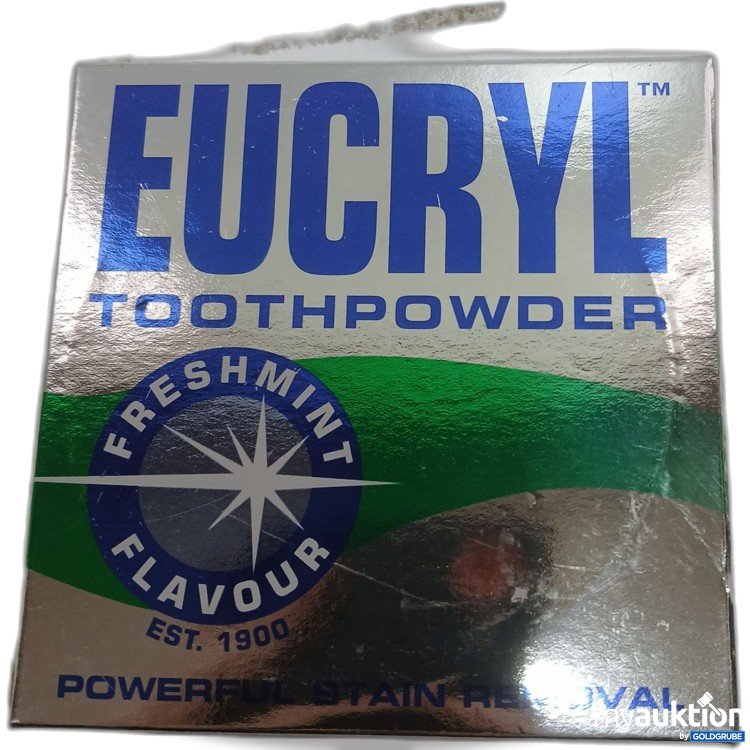 EUCRYL™
TOOTHPOWDER
FRESHMINT
FLAVOUR
EST. 1900
POWERFUL STAIN REMOVAL
myauktion
by GOLDGRUBE